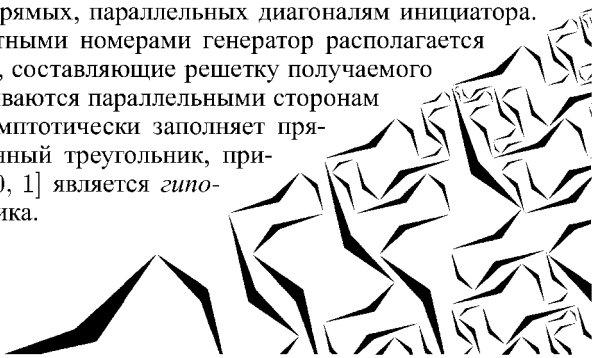 рямых, параллельных диагоналям инициатора.
тными номерами генератор располагается
, составляющие решетку получаемого
ваются параллельными сторонам
мптотически заполняет пря-
нный треугольник, при-
0, 1] является гипо-
ика.